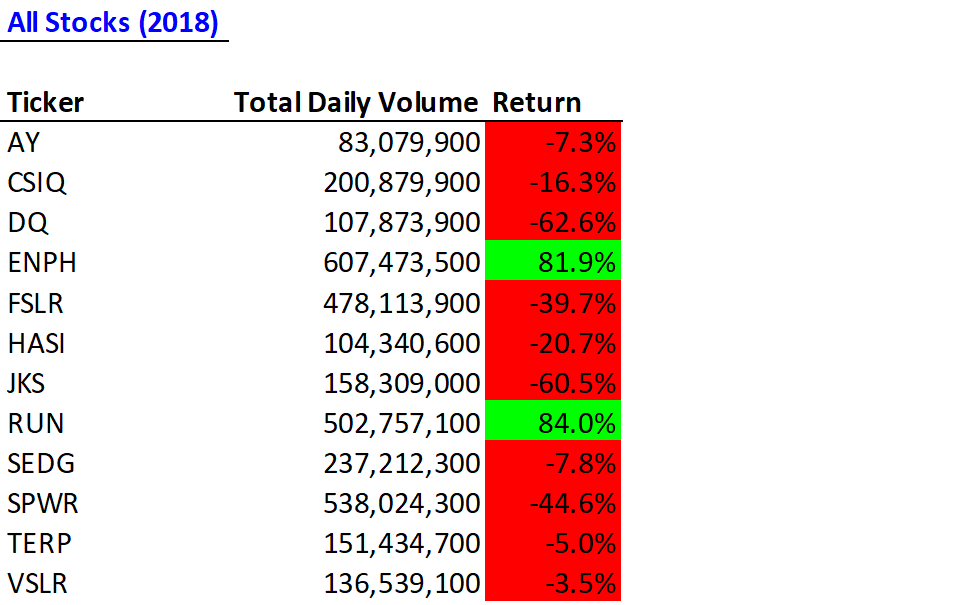 All Stocks (2018)
Ticker Total Daily Volume Return
AY 83,079,900 -7.3%
CSIQ 200,879,900 -16.3%
DQ 107,873,900 -62.6%
ENPH 607,473,500 81.9%
FSLR 478,113,900 -39.7%
HASI 104,340,600 -20.7%
JKS 158,309,000 -60.5%
RUN 502,757,100 84.0%
SEDG 237,212,300 -7.8%
SPWR 538,024,300 -44.6%
TERP 151,434,700 -5.0%
VSLR 136,539,100 -3.5%